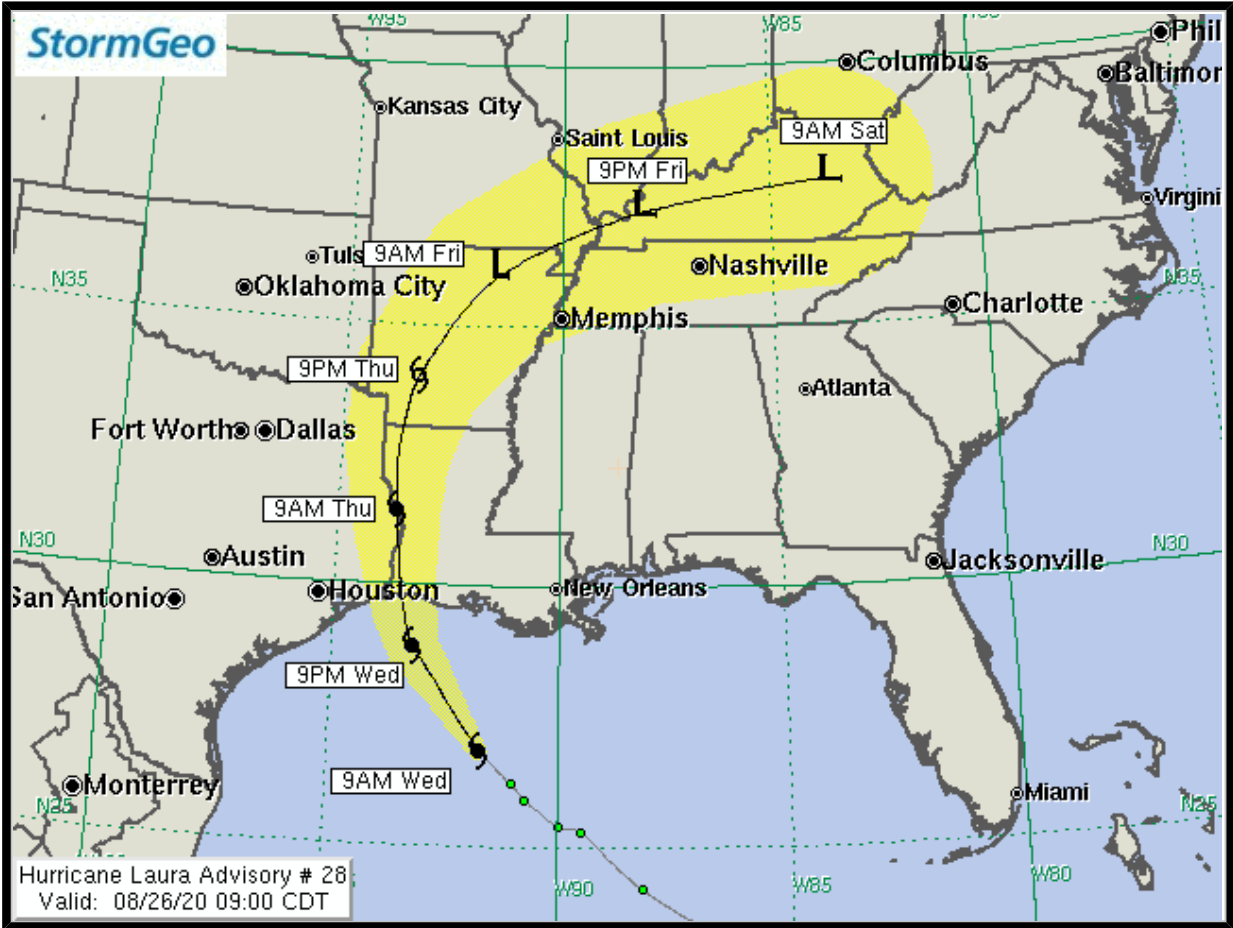 StormGeo
W95
W85
Phil
Columbus
Baltimor
Kansas City
Saint Louis
9AM Sat
9PM Fri
L
L
Virgini
Tuls
9AM Fri
L
Nashville
N35
Oklahoma City
N35
Charlotte
Memphis
9PM Thu
Atlanta
Fort Worth
Dallas
9AM Thu
N30
Austin
N30
Jacksonville
San Antonio
Houston
New Orleans
9PM Wed
9AM Wed
Monterrey
Miami
N25
N25
Hurricane Laura Advisory # 28
Valid: 08/26/20 09:00 CDT
W90
W85
W80